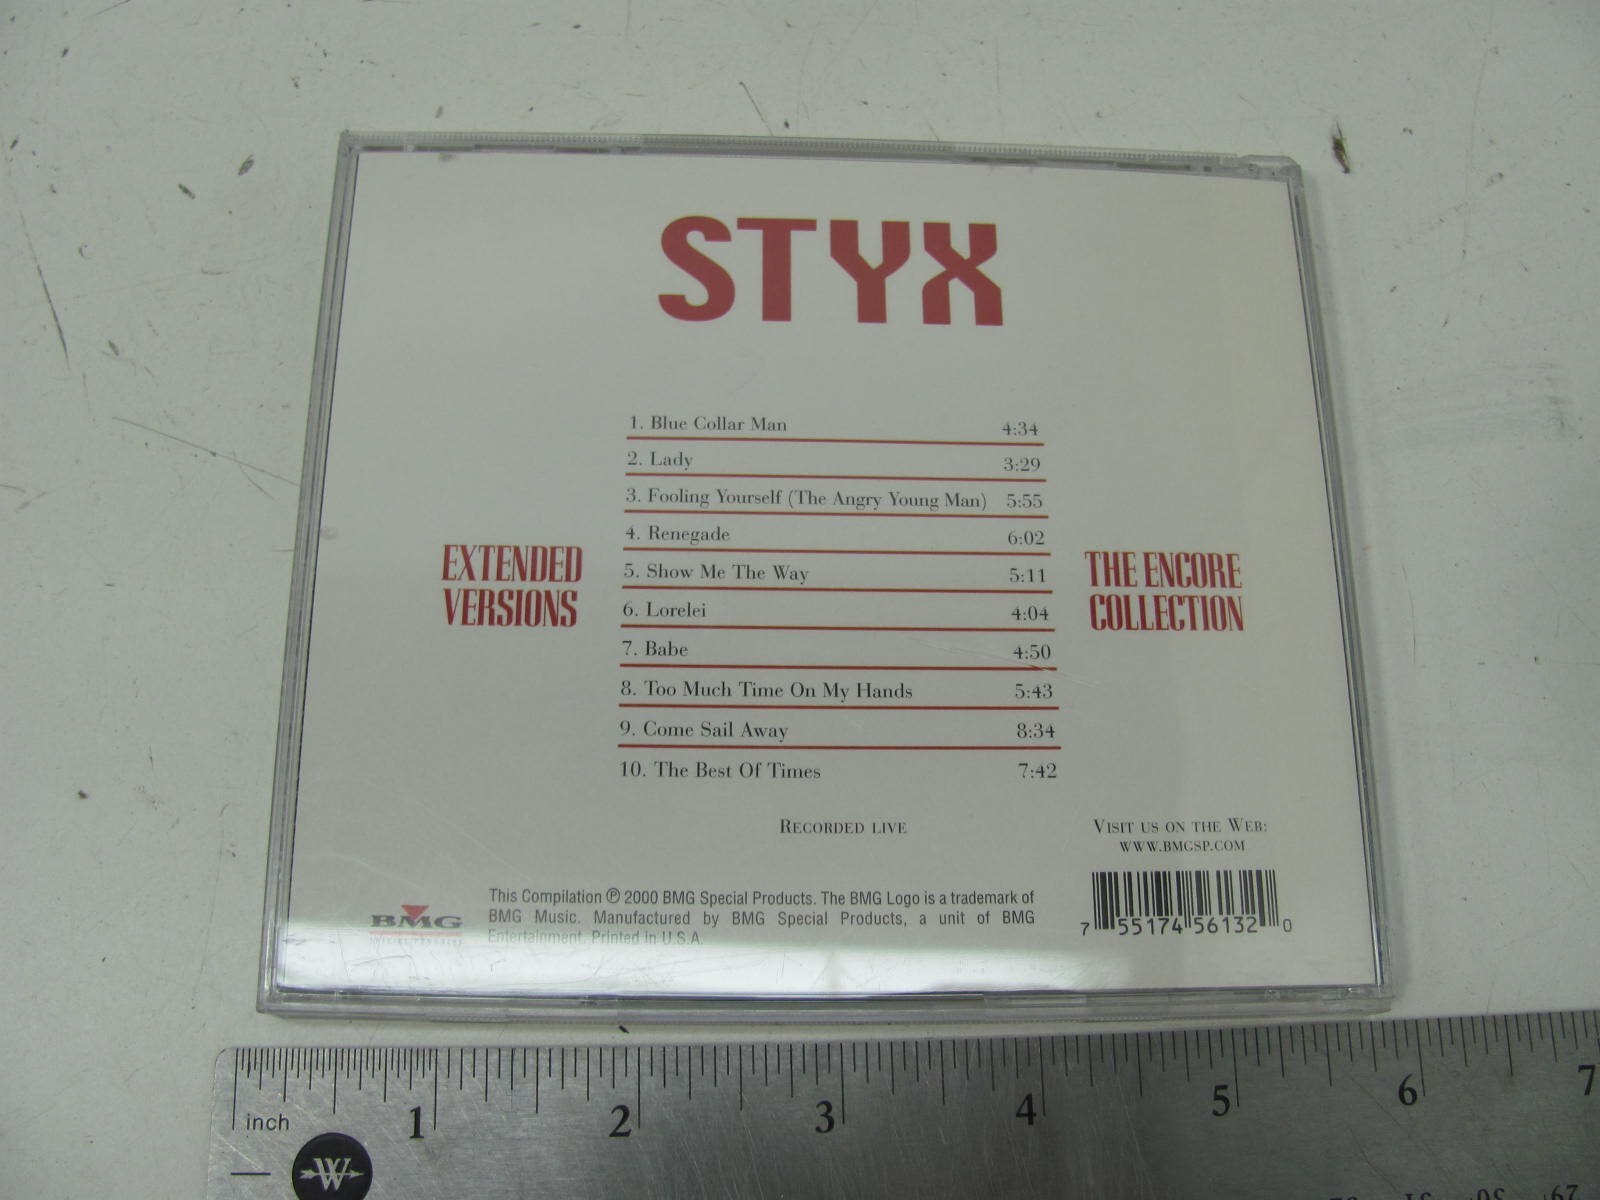 STYX
1. Blue Collar Man 4:34
2. Lady 3:29
3. Fooling Yourself (The Angry Young Man) 5:55
4. Renegade 6:02
5. Show Me The Way 5:11
6. Lorelei 4:04
7. Babe 4:50
8. Too Much Time On My Hands 5:43
9. Come Sail Away 8:34
10. The Best Of Times 7:42
EXTENDED
VERSIONS
THE ENCORE
COLLECTION
RECORDED LIVE
VISIT US ON THE WEB:
WWW.BMGSP.COM
BMG
SPECIAL PRODUCTS
This Compilation ℗ 2000 BMG Special Products. The BMG Logo is a trademark of
BMG Music. Manufactured by BMG Special Products, a unit of BMG
Entertainment. Printed in U.S.A.
7 55174 56132 0
inch 1 2 3 4 5 6 7
W